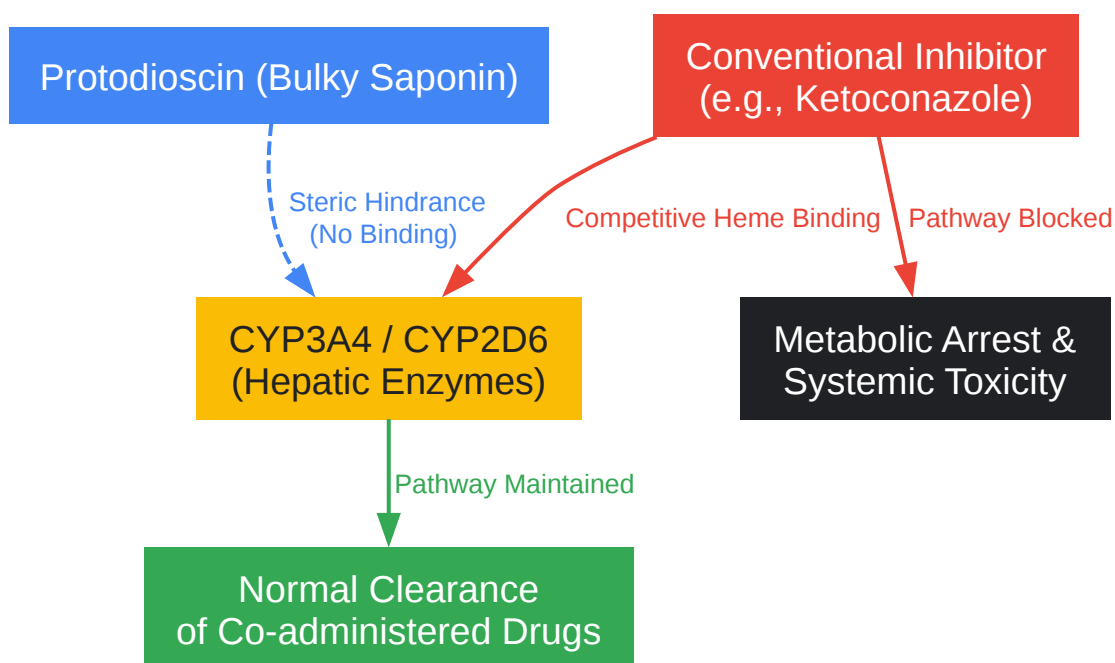 Protodioscin (Bulky Saponin)
Conventional Inhibitor
(e.g., Ketoconazole)
Steric Hindrance
(No Binding)
Competitive Heme Binding
Pathway Blocked
CYP3A4 / CYP2D6
(Hepatic Enzymes)
Metabolic Arrest &
Systemic Toxicity
Pathway Maintained
Normal Clearance
of Co-administered Drugs